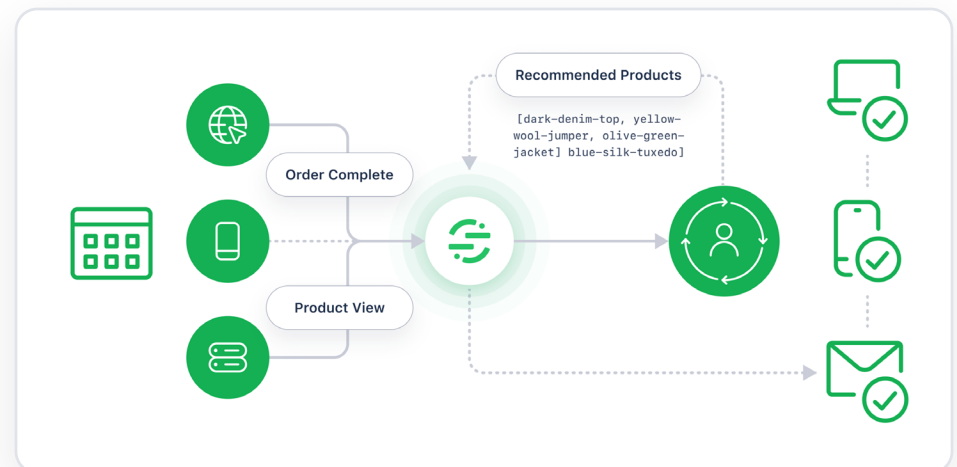 Recommended Products
[dark-denim-top, yellow-
wool-jumper, olive-green-
jacket] blue-silk-tuxedo]
Order Complete
Product View